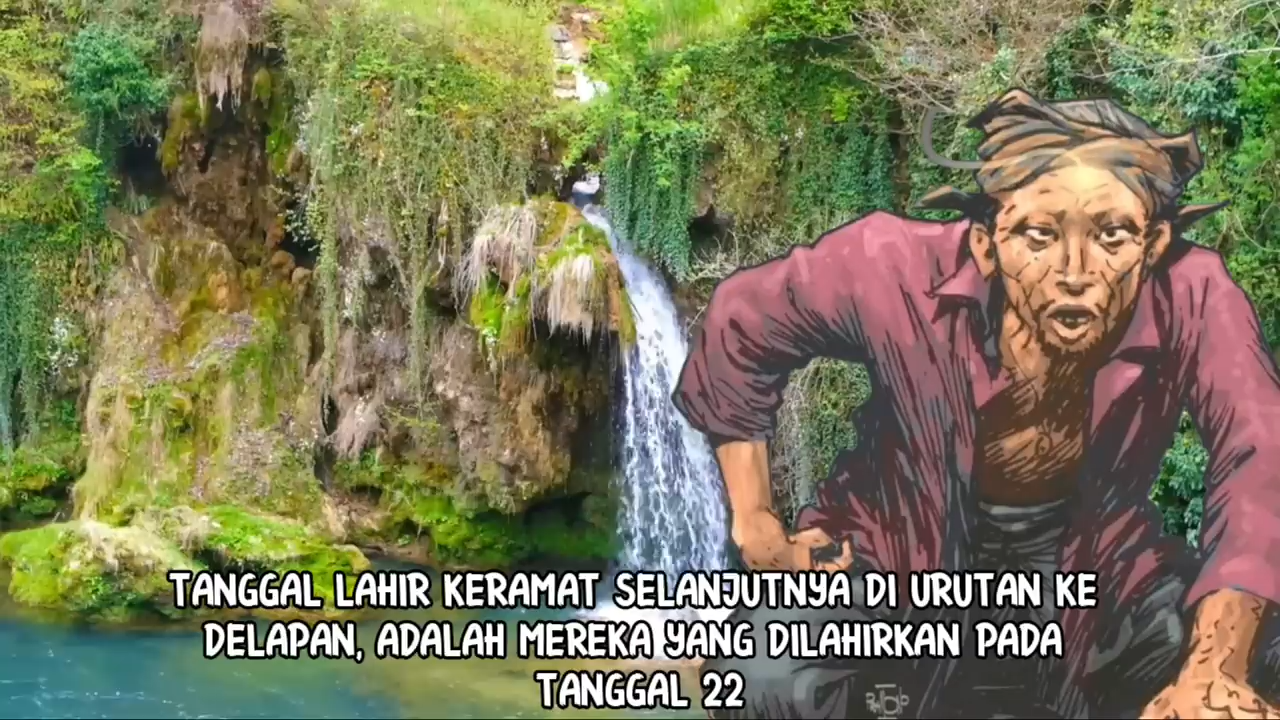 TANGGAL LAHIR KERAMAT SELANJUTNYA DI URUTAN KE
DELAPAN, ADALAH MEREKA YANG DILAHIRKAN PADA
TANGGAL 22